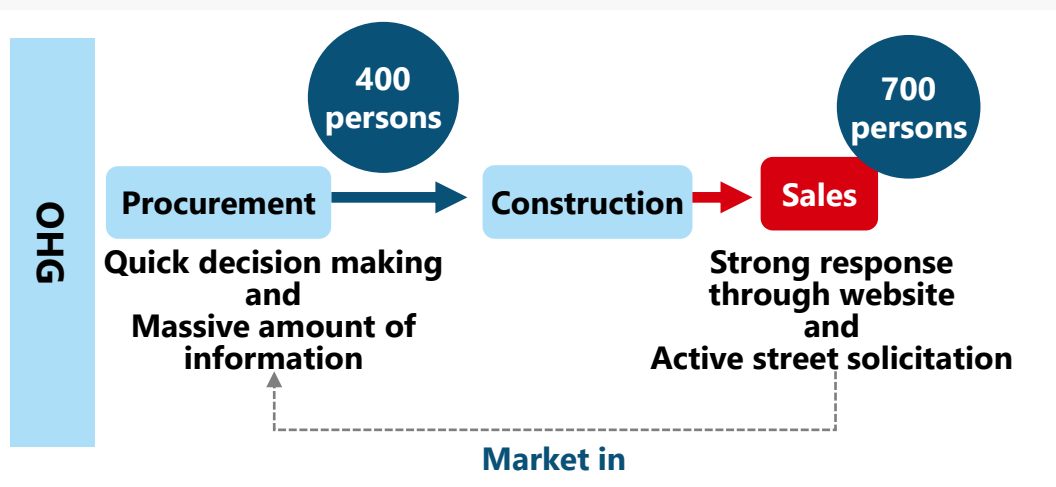 OHG
400
persons
700
persons
Procurement
Construction
Sales
Quick decision making
and
Massive amount of
information
Strong response
through website
and
Active street solicitation
Market in